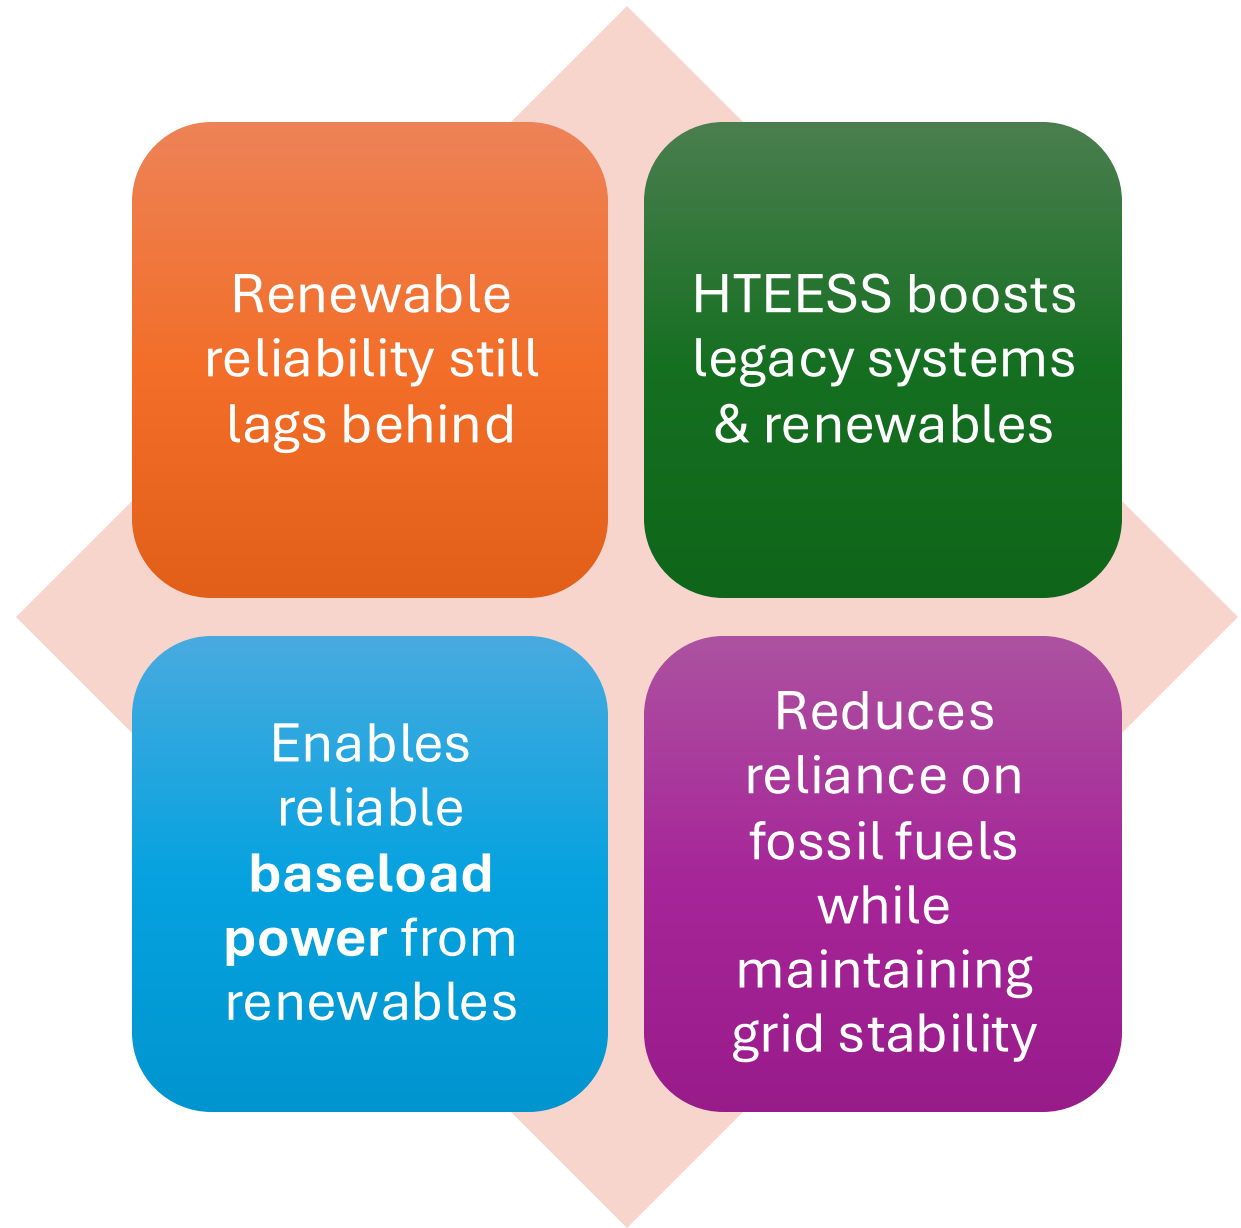 Renewable
reliability still
lags behind
HTEESS boosts
legacy systems
& renewables
Enables
reliable
baseload
power from
renewables
Reduces
reliance on
fossil fuels
while
maintaining
grid stability